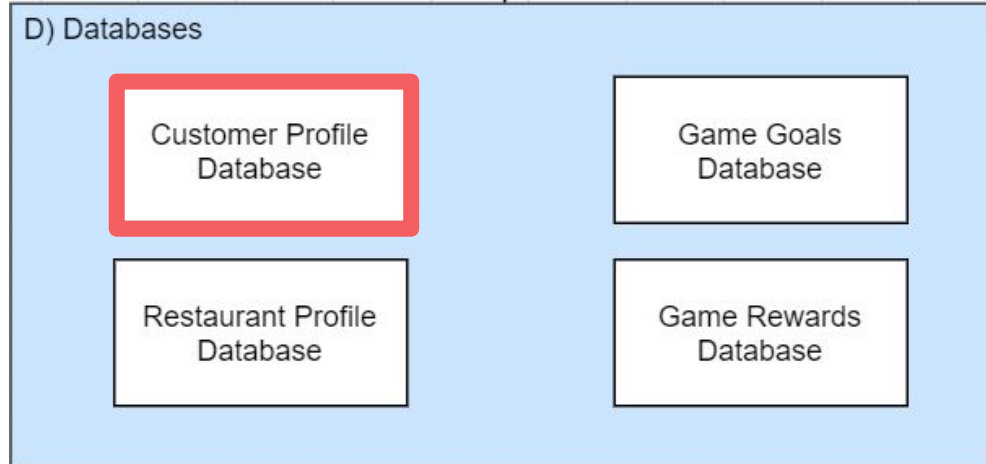 D) Databases
Customer Profile
Database
Game Goals
Database
Restaurant Profile
Database
Game Rewards
Database